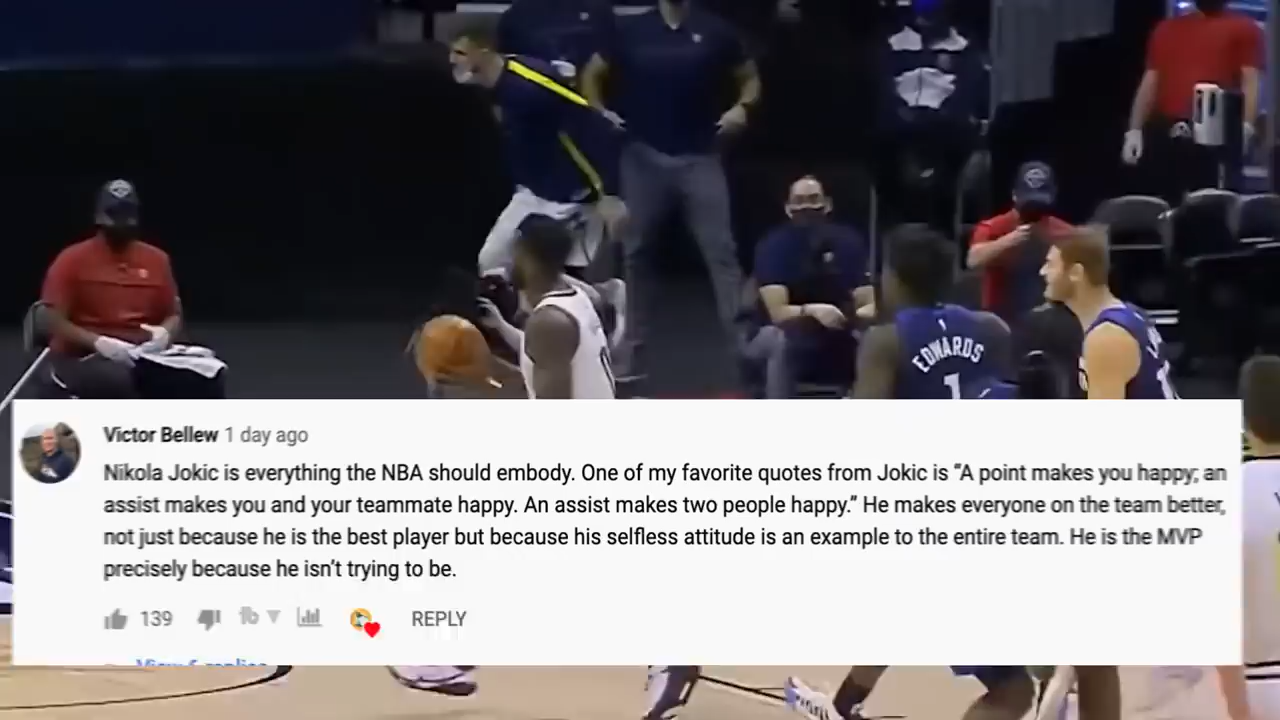 EDWARDS
1
Victor Bellew 1 day ago
Nikola Jokic is everything the NBA should embody. One of my favorite quotes from Jokic is “A point makes you happy; an
assist makes you and your teammate happy. An assist makes two people happy.” He makes everyone on the team better,
not just because he is the best player but because his selfless attitude is an example to the entire team. He is the MVP
precisely because he isn’t trying to be.
139
REPLY
View 6 replies